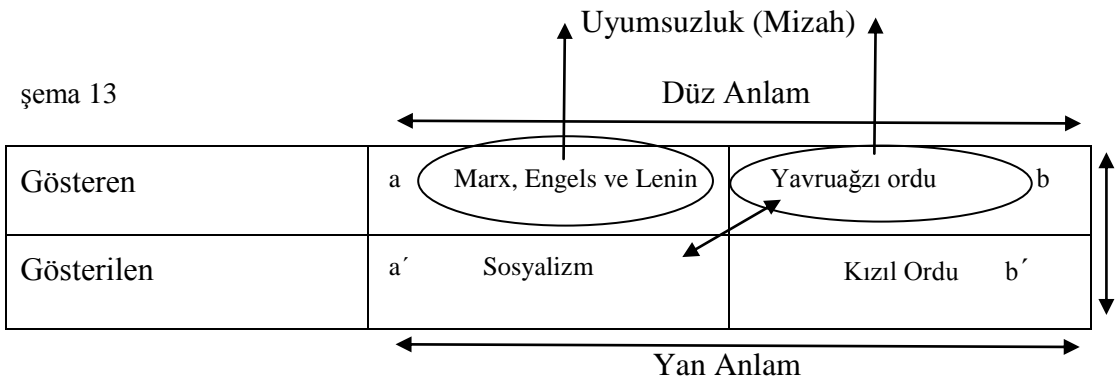 Uyumsuzluk (Mizah)
şema 13
Düz Anlam
Gösteren a Marx, Engels ve Lenin Yavruağzı ordu b
Gösterilen a´ Sosyalizm Kızıl Ordu b´
Yan Anlam